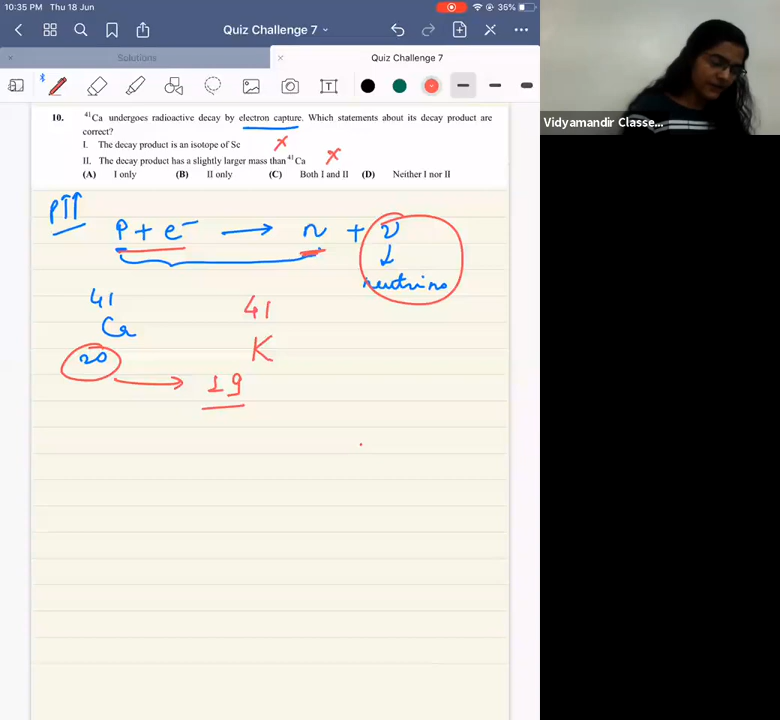 10:35 PM Thu 18 Jun
36%
Quiz Challenge 7
Solutions
Quiz Challenge 7
T
Vidyamandir Classe...
10. ⁴¹Ca undergoes radioactive decay by electron capture. Which statements about its decay product are
correct?
I. The decay product is an isotope of Sc x
II. The decay product has a slightly larger mass than ⁴¹Ca x
(A) I only (B) II only (C) Both I and II (D) Neither I nor II
P↑↑
p + e⁻ → n + ν
↓
neutrino
41 41
Ca K
20 → 19